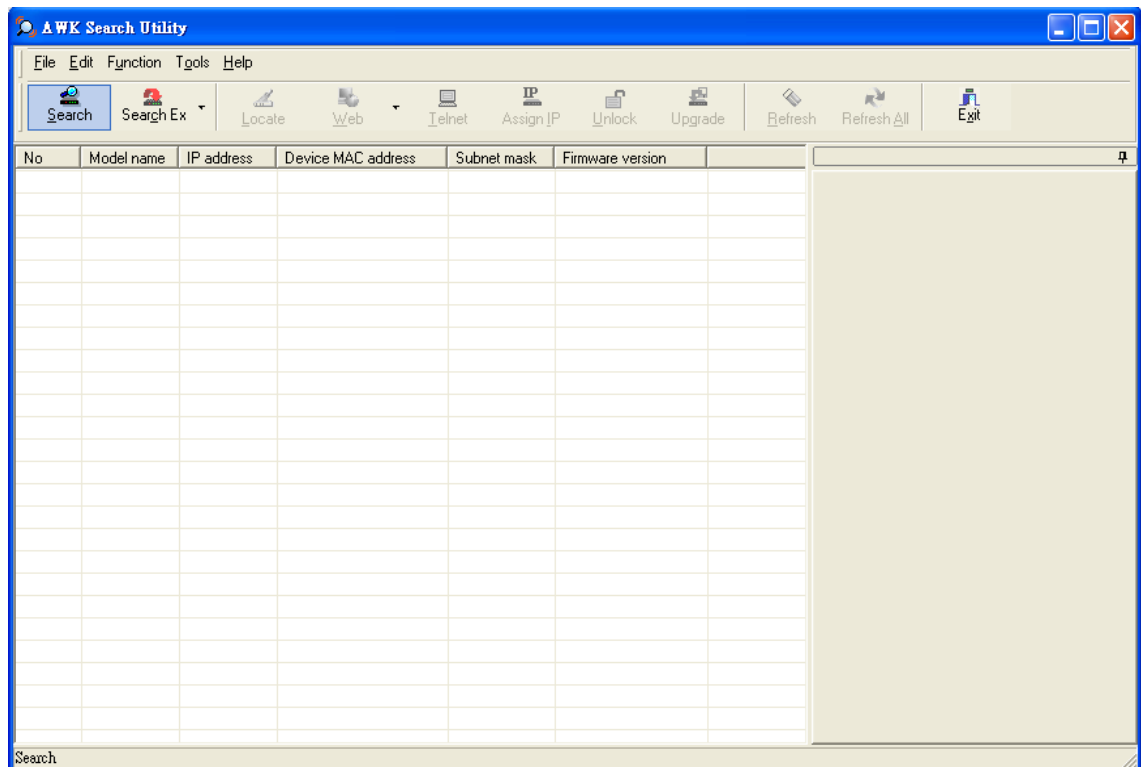 AWK Search Utility
File Edit Function Tools Help
Search Search Ex Locate Web Telnet IP Assign IP Unlock Upgrade Refresh Refresh All Exit
No Model name IP address Device MAC address Subnet mask Firmware version
Search